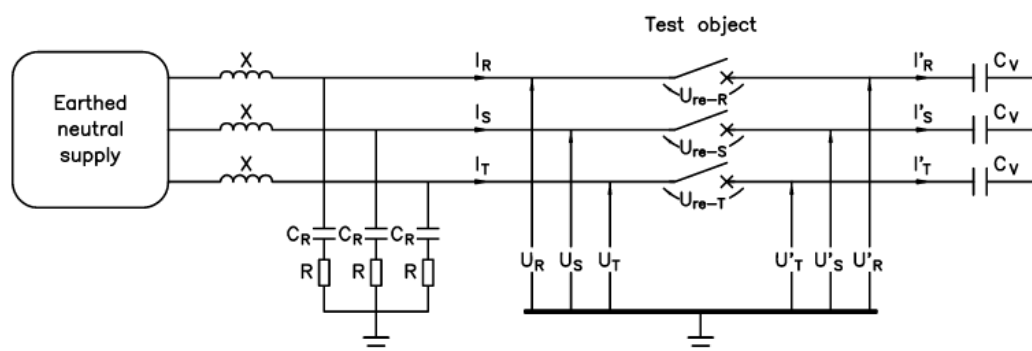 Test object
X I_R I'_R C_V
U_re-R
Earthed
neutral
supply
X I_S I'_S C_V
U_re-S
X I_T I'_T C_V
U_re-T
C_R C_R C_R
R R R
U_R U_S U_T U'_T U'_S U'_R